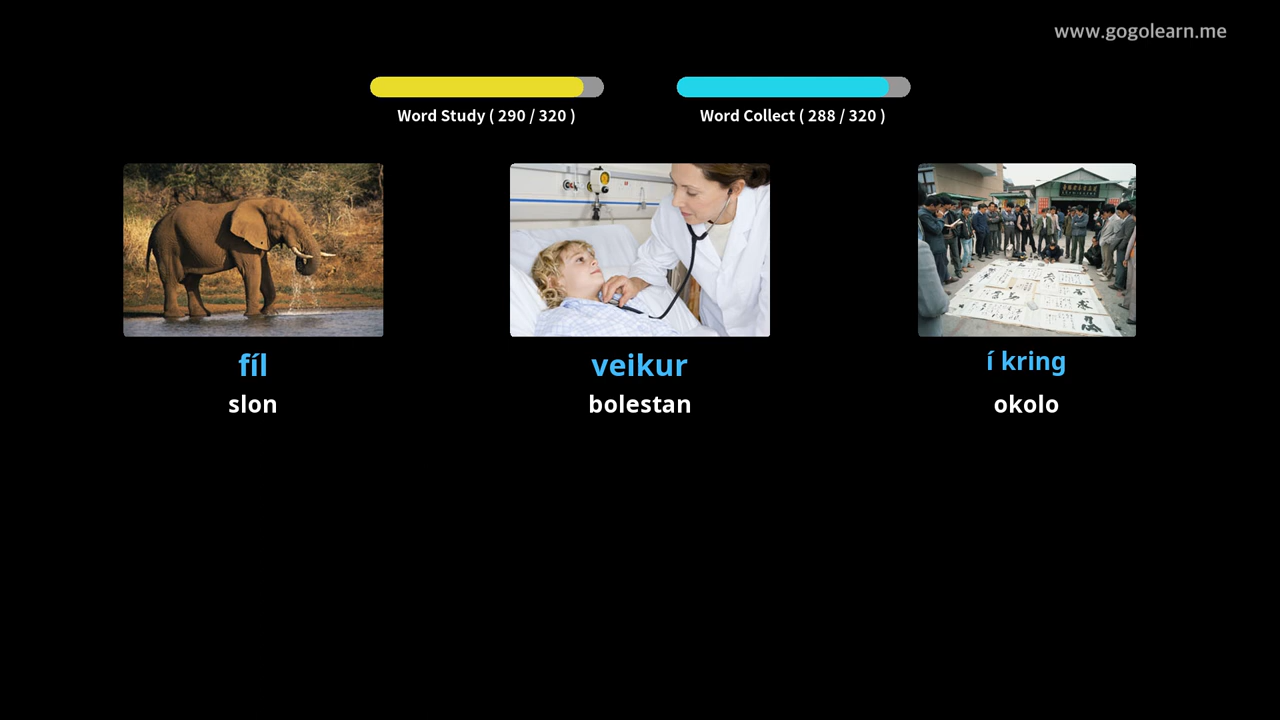 www.gogolearn.me
Word Study ( 290 / 320 )
Word Collect ( 288 / 320 )
fíl
veikur
í kring
slon
bolestan
okolo